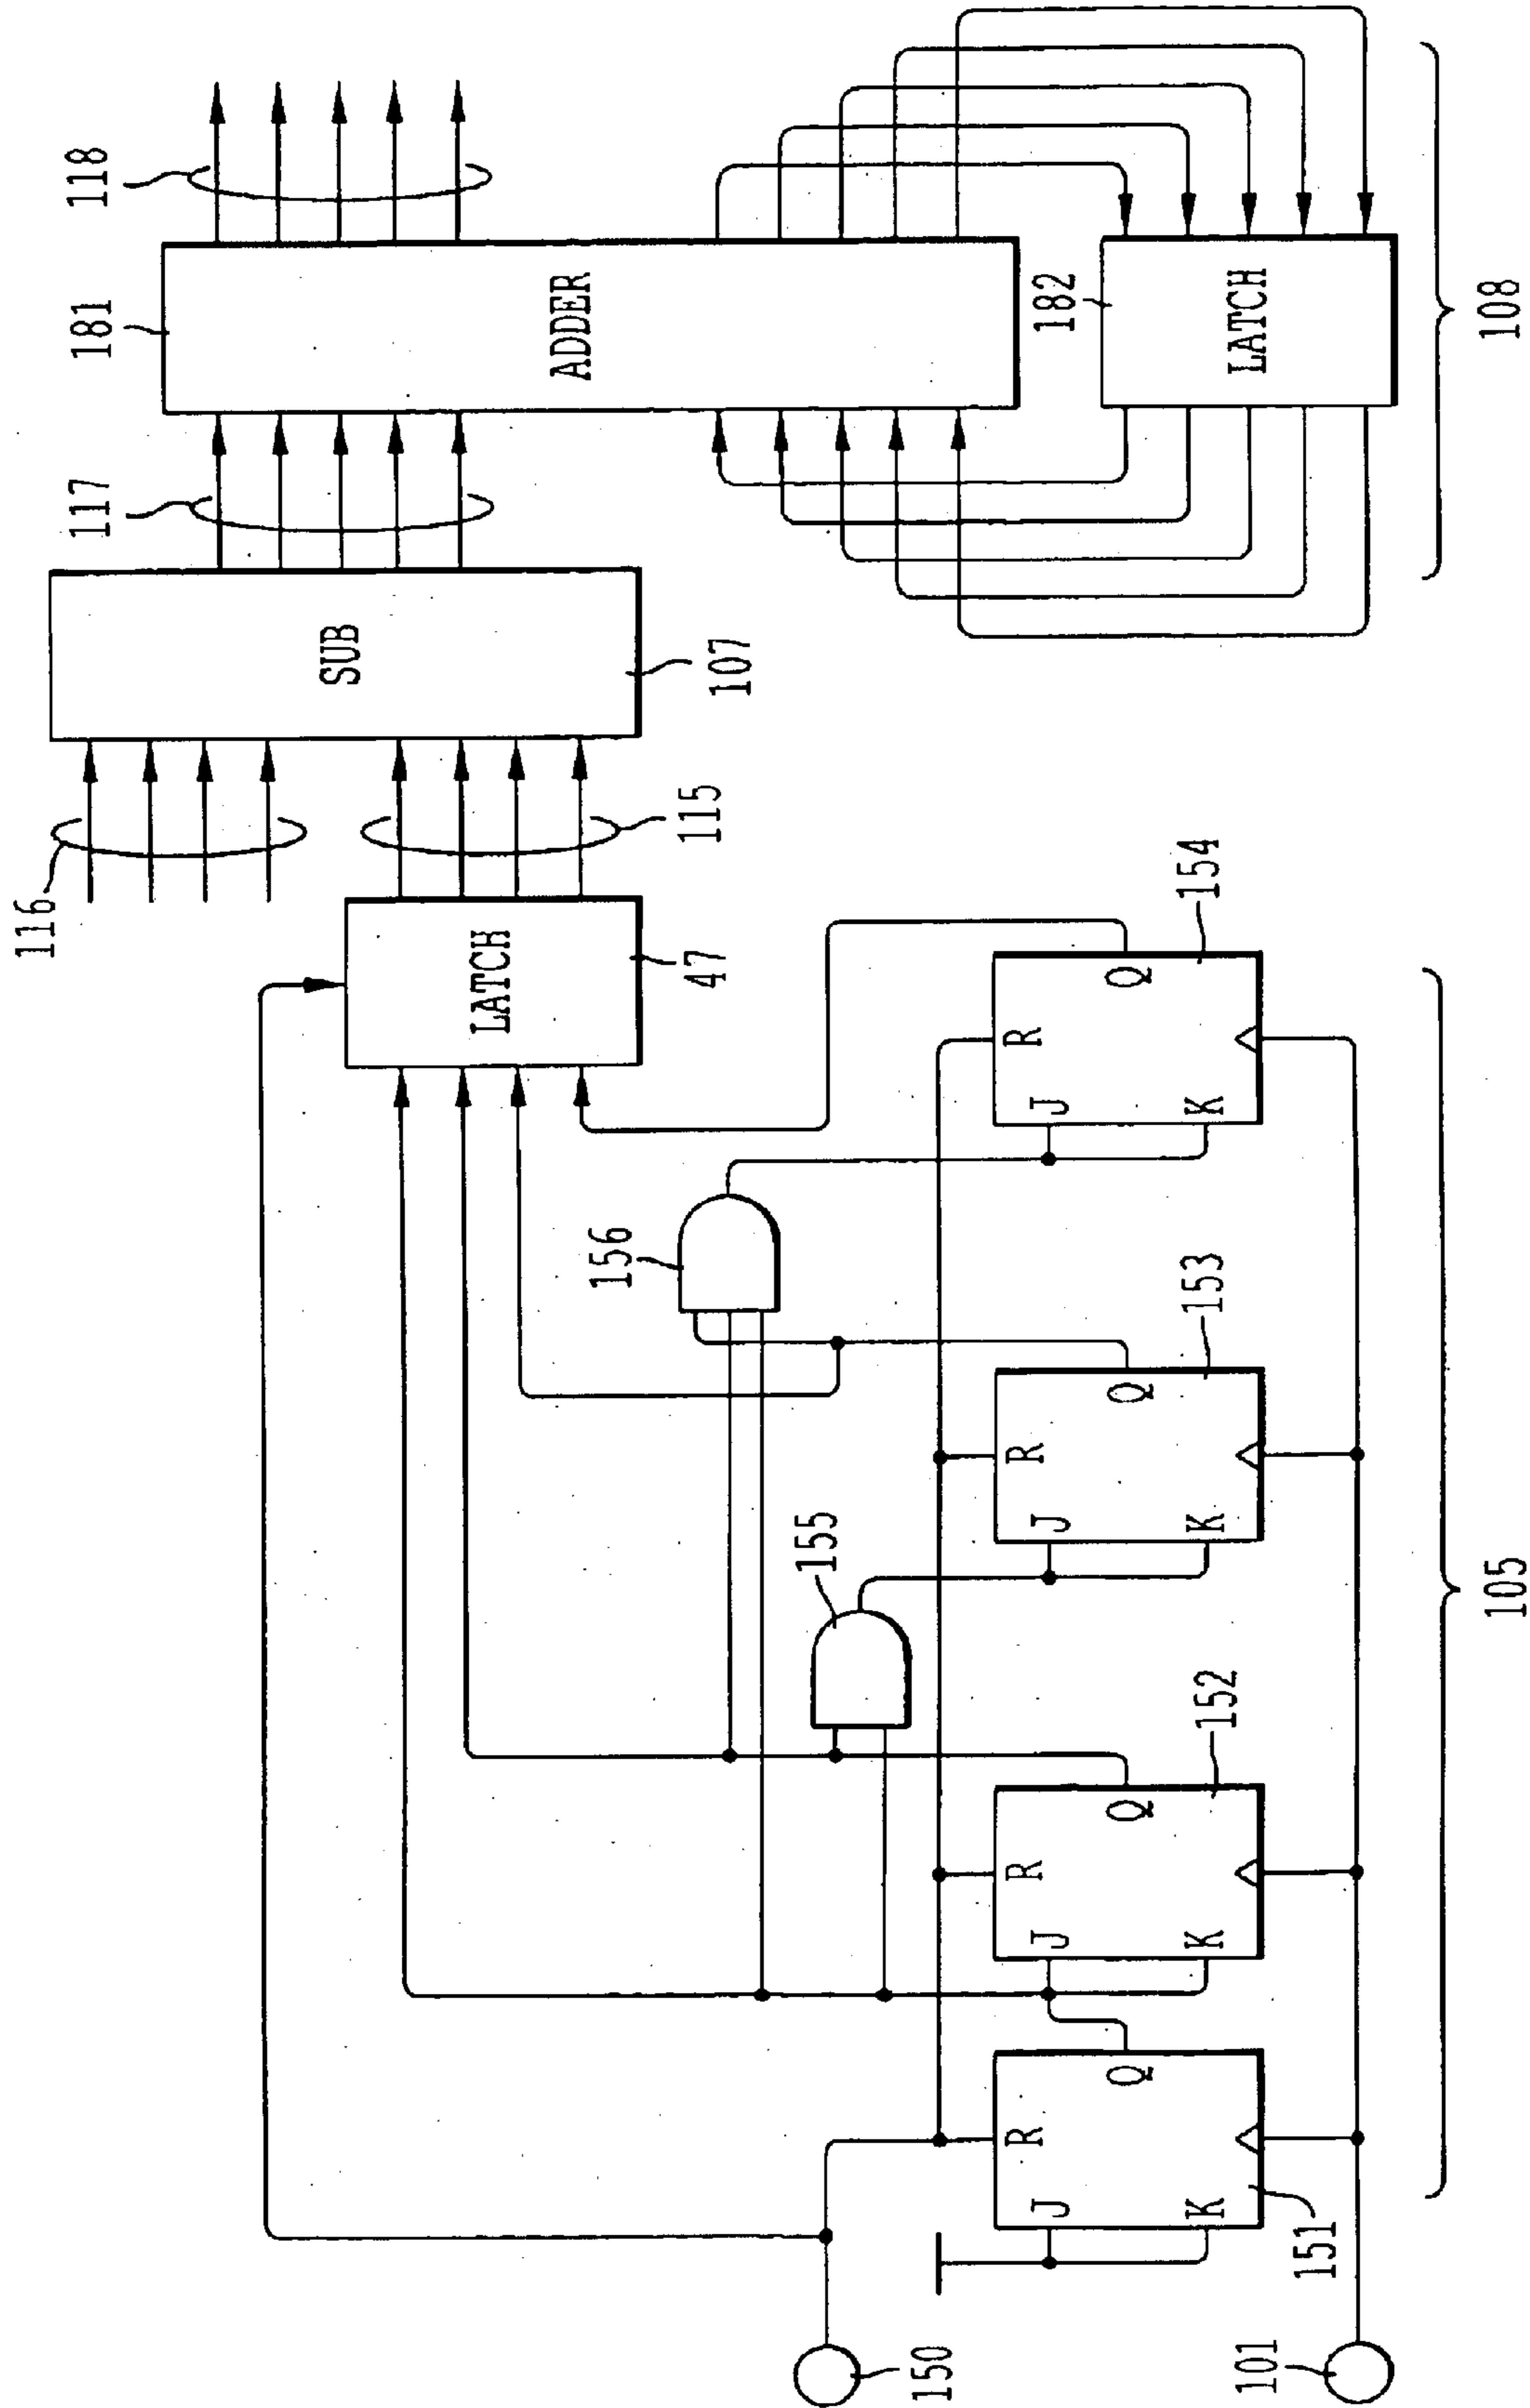 118
181
ADDER
182
LATCH
108
117
SUB
107
116
115
LATCH
47
154
R
Q
J
K
156
153
R
Q
J
K
155
105
152
R
Q
J
K
R
Q
J
K
151
150
101